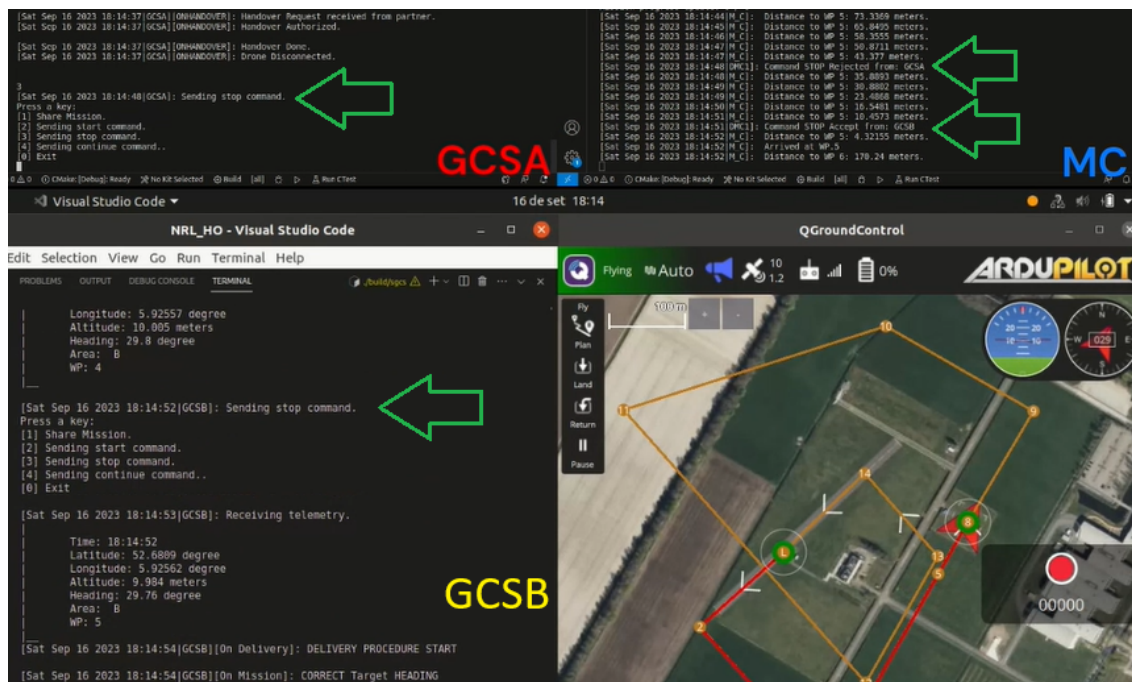 [Sat Sep 16 2023 18:14:37|GCSA][ONHANDOVER]: Handover Request received from partner.
[Sat Sep 16 2023 18:14:37|GCSA][ONHANDOVER]: Handover Authorized.
[Sat Sep 16 2023 18:14:37|GCSA][ONHANDOVER]: Handover Done.
[Sat Sep 16 2023 18:14:37|GCSA][ONHANDOVER]: Drone Disconnected.
3
[Sat Sep 16 2023 18:14:48|GCSA]: Sending stop command.
Press a key:
[1] Share Mission.
[2] Sending start command.
[3] Sending stop command.
[4] Sending continue command..
[0] Exit
GCSA
0 0 CMake: [Debug]: Ready No Kit Selected Build [all] Run CTest
[Sat Sep 16 2023 18:14:44|M_C]: Distance to WP 5: 73.3369 meters.
[Sat Sep 16 2023 18:14:45|M_C]: Distance to WP 5: 65.8495 meters.
[Sat Sep 16 2023 18:14:46|M_C]: Distance to WP 5: 58.3555 meters.
[Sat Sep 16 2023 18:14:47|M_C]: Distance to WP 5: 50.8711 meters.
[Sat Sep 16 2023 18:14:47|M_C]: Distance to WP 5: 43.377 meters.
[Sat Sep 16 2023 18:14:48|DMC1]: Command STOP Rejected from: GCSA
[Sat Sep 16 2023 18:14:48|M_C]: Distance to WP 5: 35.8893 meters.
[Sat Sep 16 2023 18:14:49|M_C]: Distance to WP 5: 30.8802 meters.
[Sat Sep 16 2023 18:14:49|M_C]: Distance to WP 5: 23.4868 meters.
[Sat Sep 16 2023 18:14:50|M_C]: Distance to WP 5: 16.5481 meters.
[Sat Sep 16 2023 18:14:51|M_C]: Distance to WP 5: 10.4573 meters.
[Sat Sep 16 2023 18:14:51|DMC1]: Command STOP Accept from: GCSB
[Sat Sep 16 2023 18:14:52|M_C]: Distance to WP 5: 4.32155 meters.
[Sat Sep 16 2023 18:14:52|M_C]: Arrived at WP.5
[Sat Sep 16 2023 18:14:52|M_C]: Distance to WP 6: 170.24 meters.
MC
0 0 CMake: [Debug]: Ready No Kit Selected Build [all] Run CTest
Visual Studio Code
16 de set 18:14
NRL_HO - Visual Studio Code
Edit Selection View Go Run Terminal Help
PROBLEMS OUTPUT DEBUG CONSOLE TERMINAL ./build/sgcs
| Longitude: 5.92557 degree
| Altitude: 10.005 meters
| Heading: 29.8 degree
| Area: B
| WP: 4
|__
[Sat Sep 16 2023 18:14:52|GCSB]: Sending stop command.
Press a key:
[1] Share Mission.
[2] Sending start command.
[3] Sending stop command.
[4] Sending continue command..
[0] Exit
[Sat Sep 16 2023 18:14:53|GCSB]: Receiving telemetry.
|
| Time: 18:14:52
| Latitude: 52.6809 degree
| Longitude: 5.92562 degree
| Altitude: 9.984 meters
| Heading: 29.76 degree
| Area: B
| WP: 5
|__
[Sat Sep 16 2023 18:14:54|GCSB][On Delivery]: DELIVERY PROCEDURE START
[Sat Sep 16 2023 18:14:54|GCSB][On Mission]: CORRECT Target HEADING
GCSB
QGroundControl
Flying Auto 10 1.2 0% ARDUPILOT
Fly
Plan
Land
Return
Pause
100 m
20 20
10 10
N
W 029 E
S
10
11
9
14
8
L
13
5
2
00000